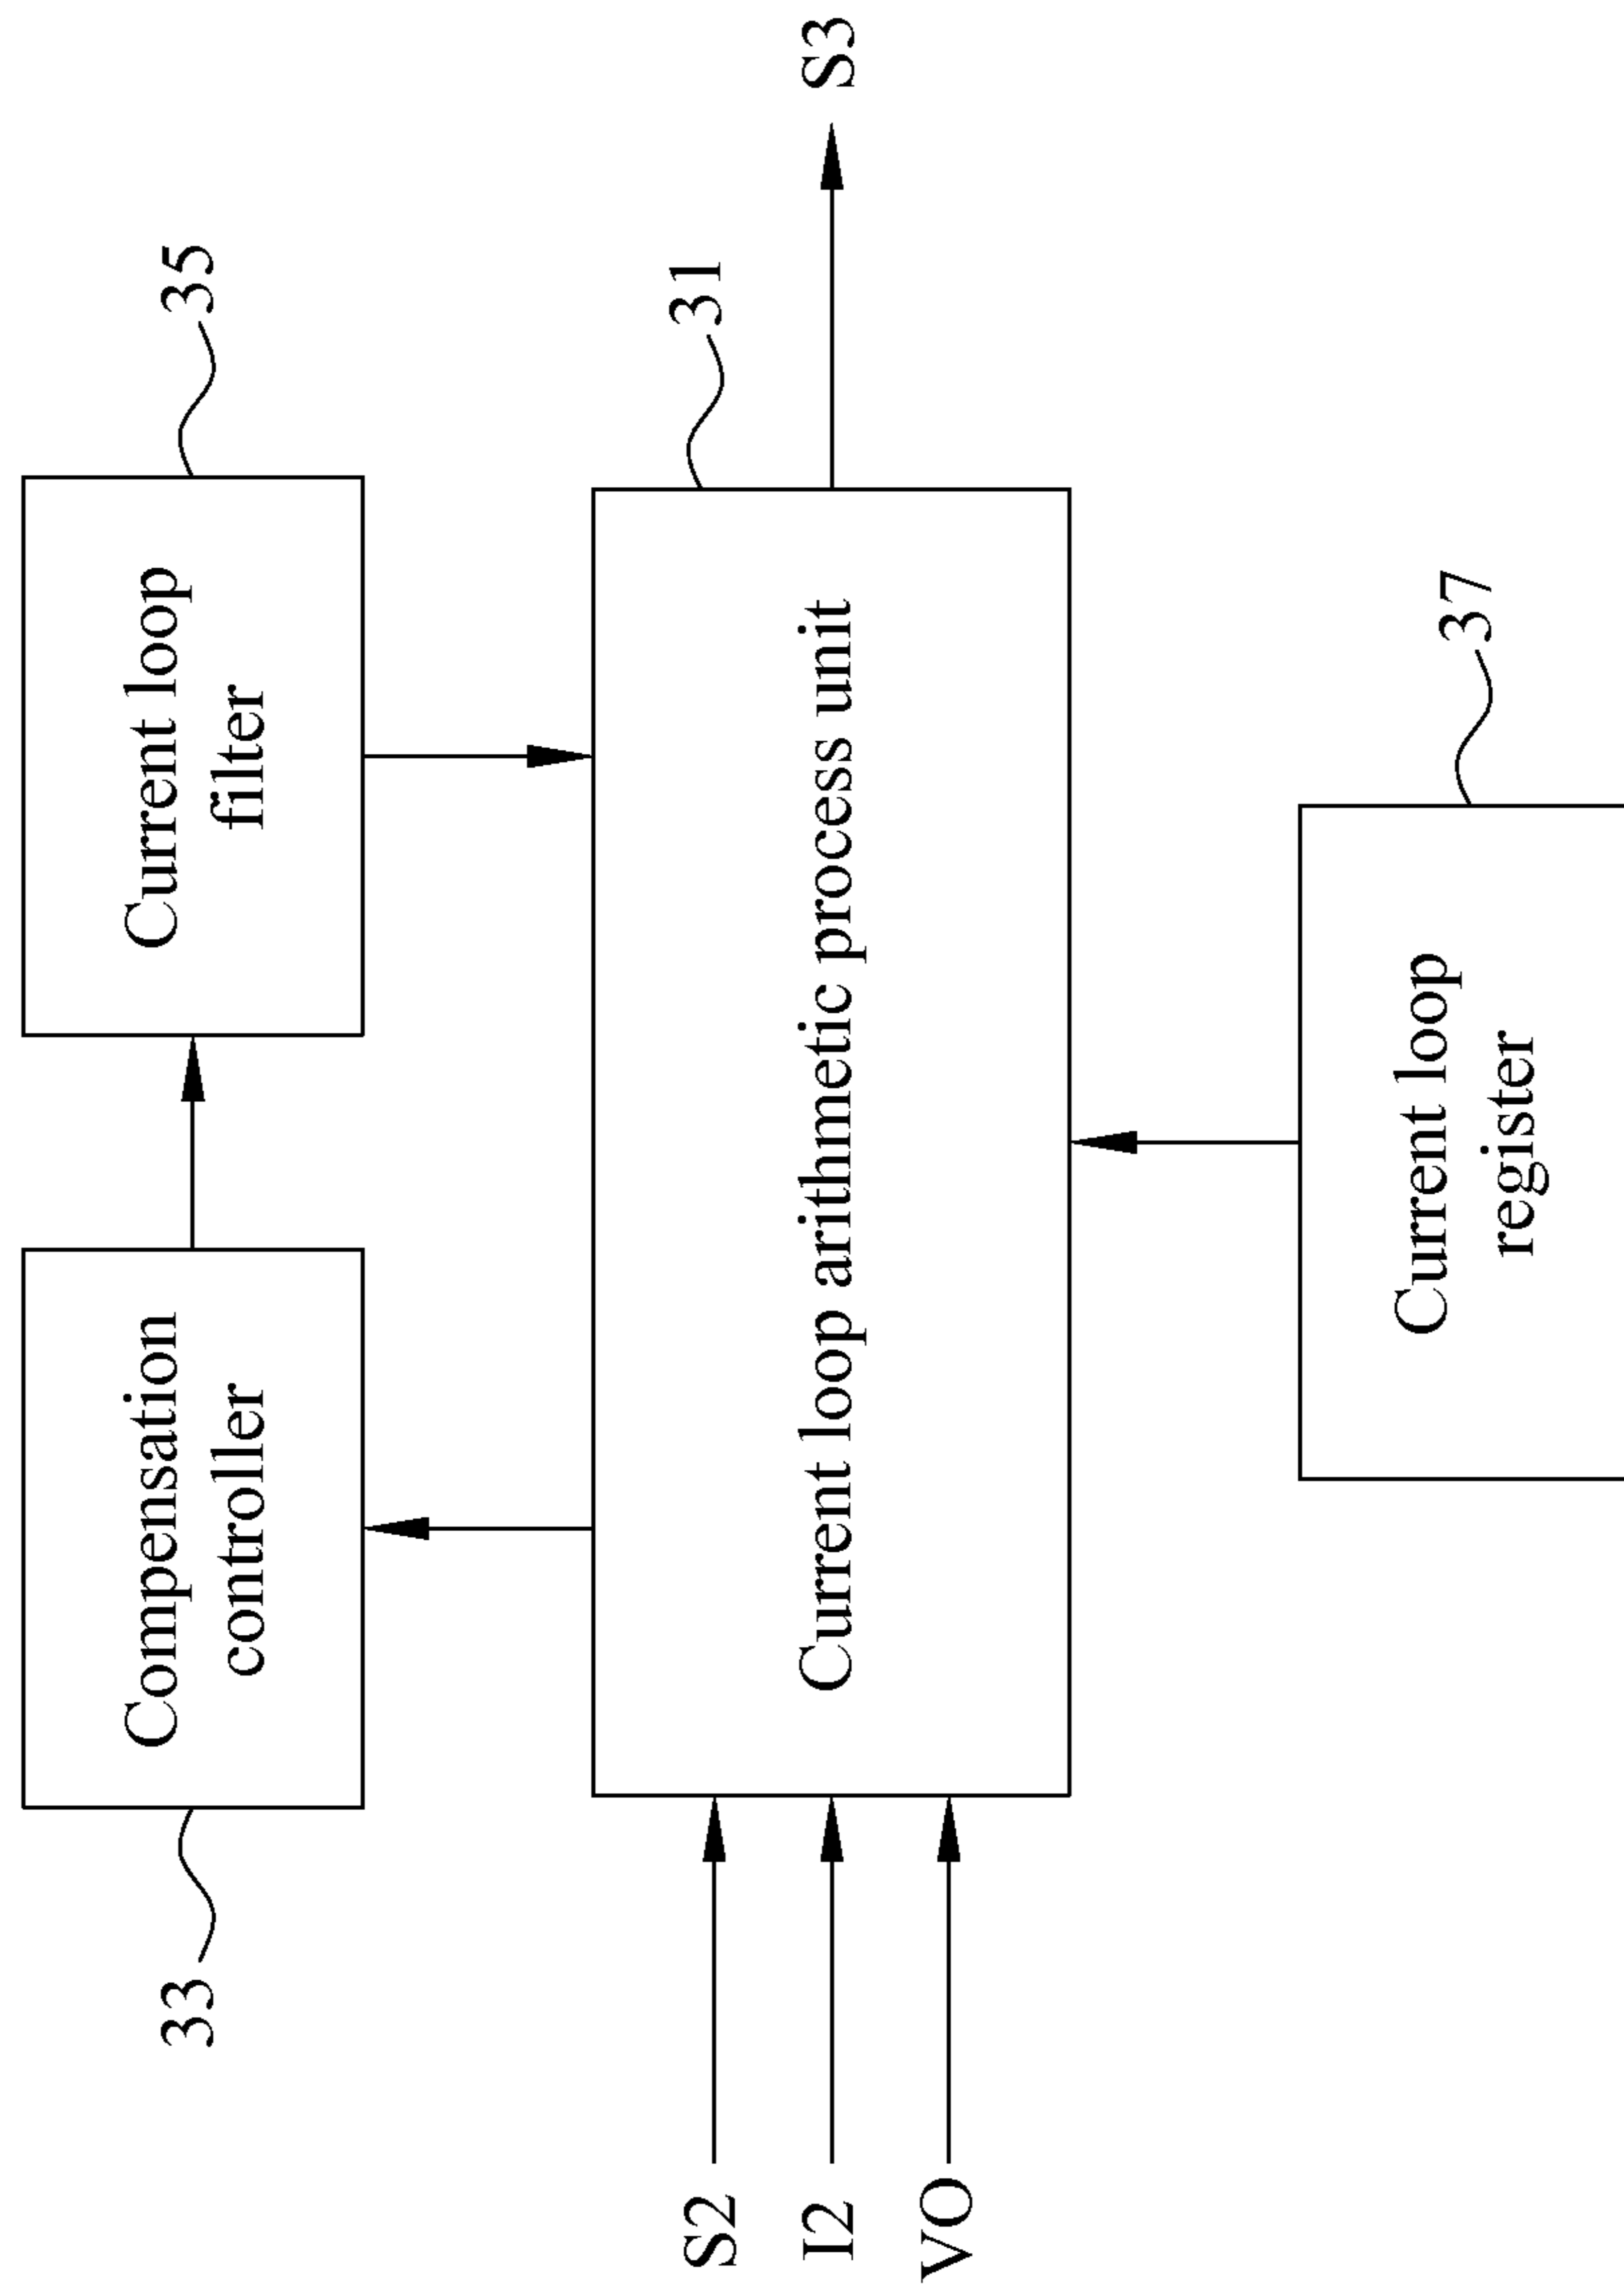 33
Compensation
controller
Current loop
filter
35
S2
I2
VO
Current loop arithmetic process unit
31
S3
Current loop
register
37